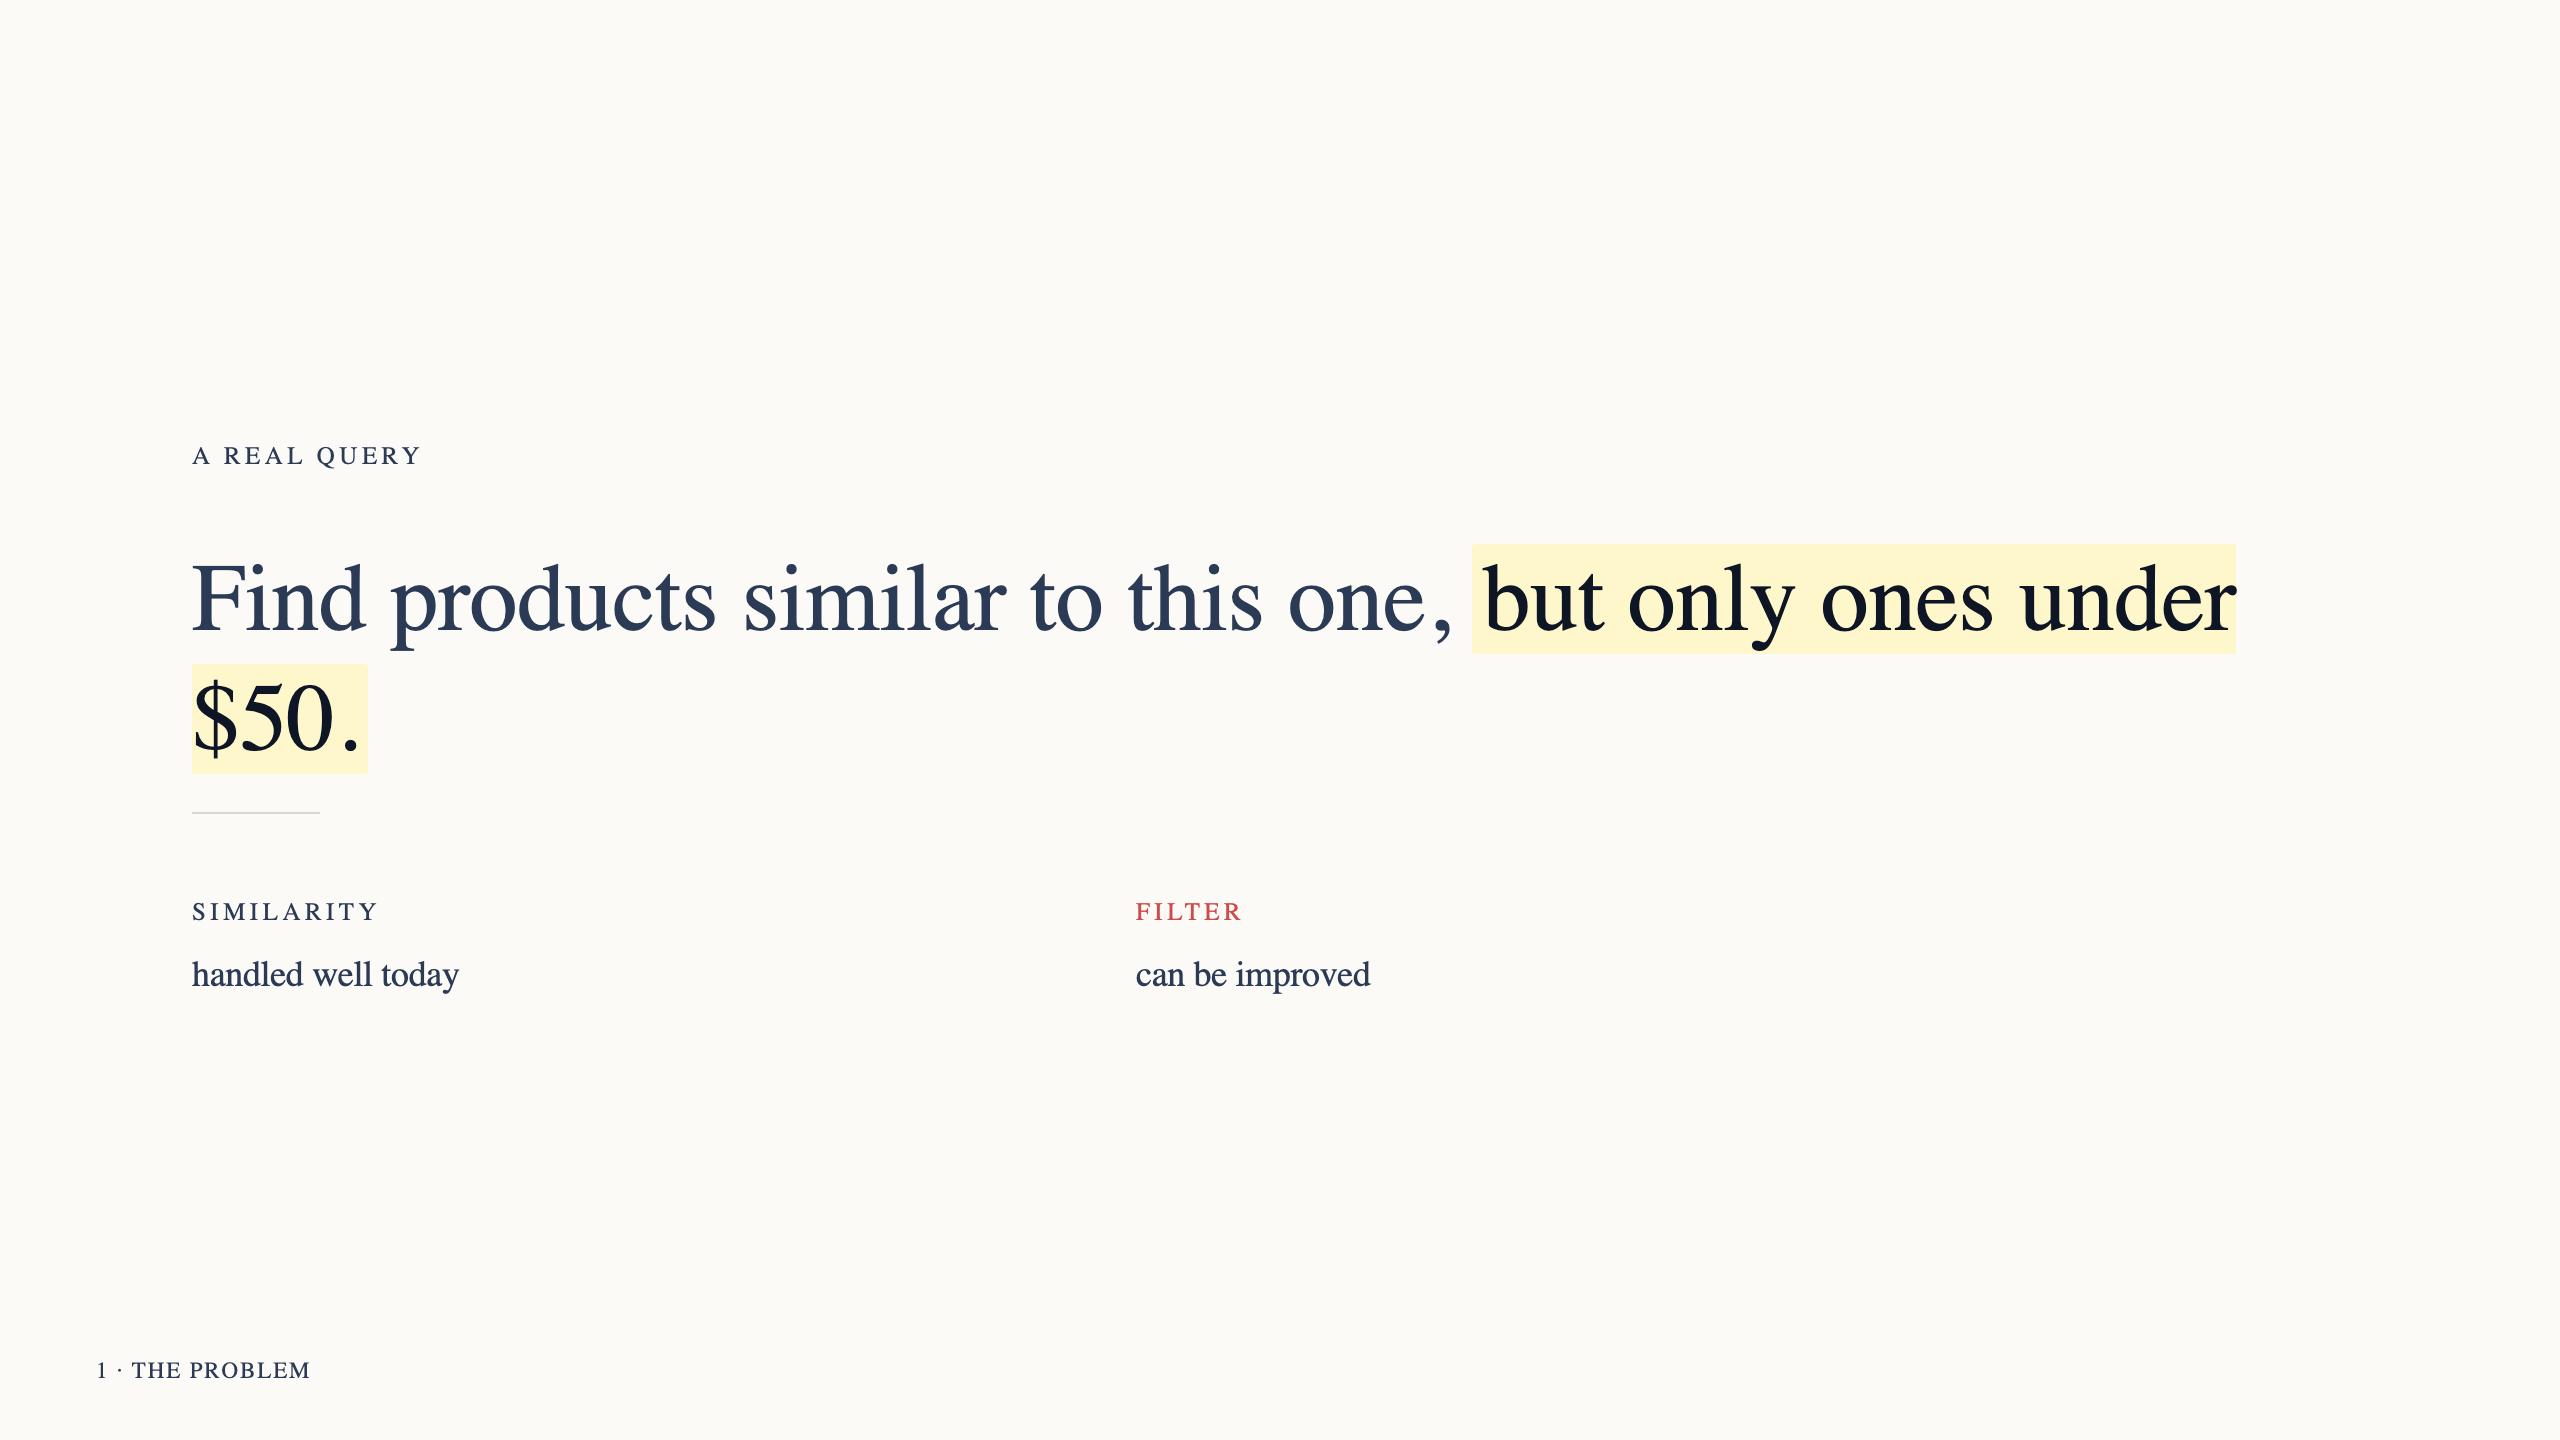 A REAL QUERY
Find products similar to this one, but only ones under
$50.
SIMILARITY
FILTER
handled well today
can be improved
1 · THE PROBLEM